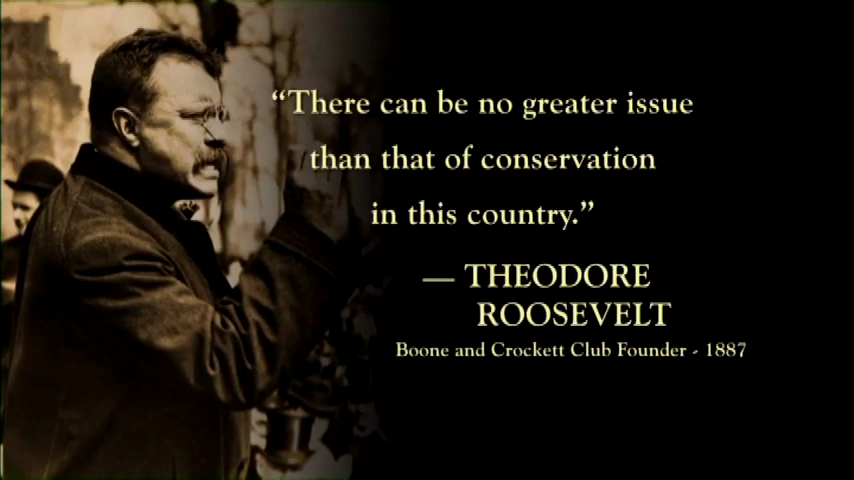 “There can be no greater issue
than that of conservation
in this country.”
— THEODORE
ROOSEVELT
Boone and Crockett Club Founder - 1887